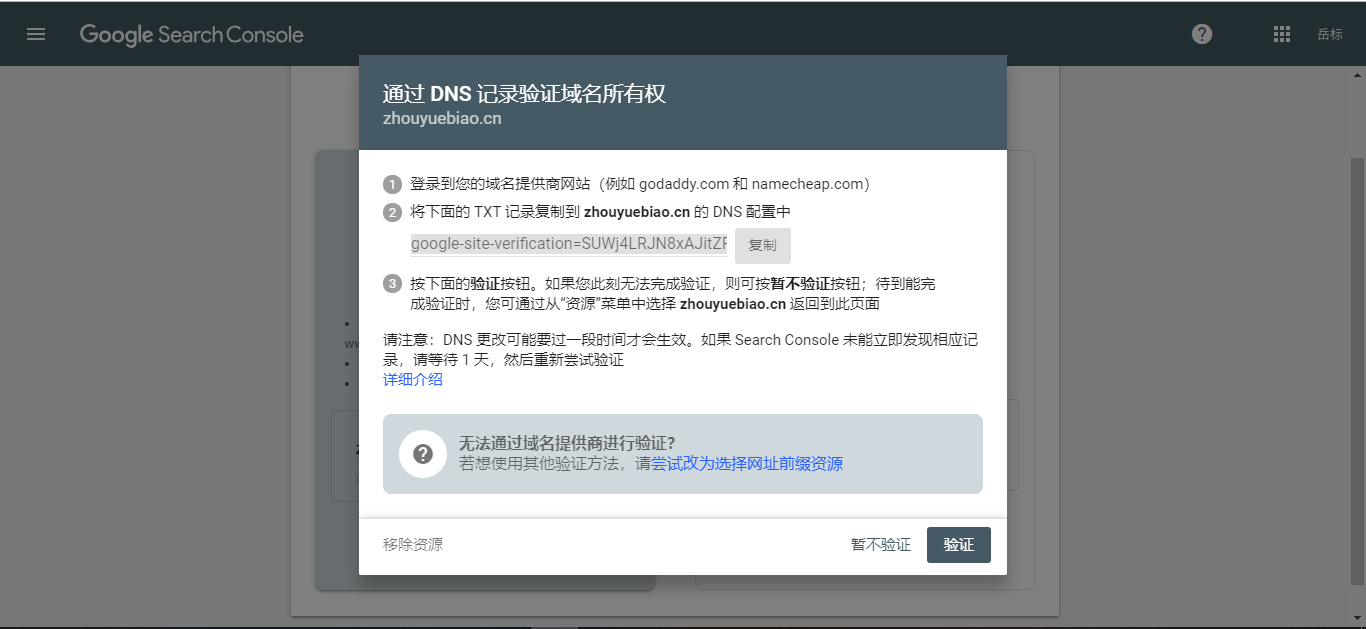 Google Search Console
岳标
通过 DNS 记录验证域名所有权
zhouyuebiao.cn
1 登录到您的域名提供商网站（例如 godaddy.com 和 namecheap.com）
2 将下面的 TXT 记录复制到 zhouyuebiao.cn 的 DNS 配置中
google-site-verification=SUWj4LRJN8xAJitZF
复制
3 按下面的验证按钮。如果您此刻无法完成验证，则可按暂不验证按钮；待到能完
成验证时，您可通过从“资源”菜单中选择 zhouyuebiao.cn 返回到此页面
请注意：DNS 更改可能要过一段时间才会生效。如果 Search Console 未能立即发现相应记
录，请等待 1 天，然后重新尝试验证
详细介绍
无法通过域名提供商进行验证？
若想使用其他验证方法，请尝试改为选择网址前缀资源
移除资源
暂不验证
验证